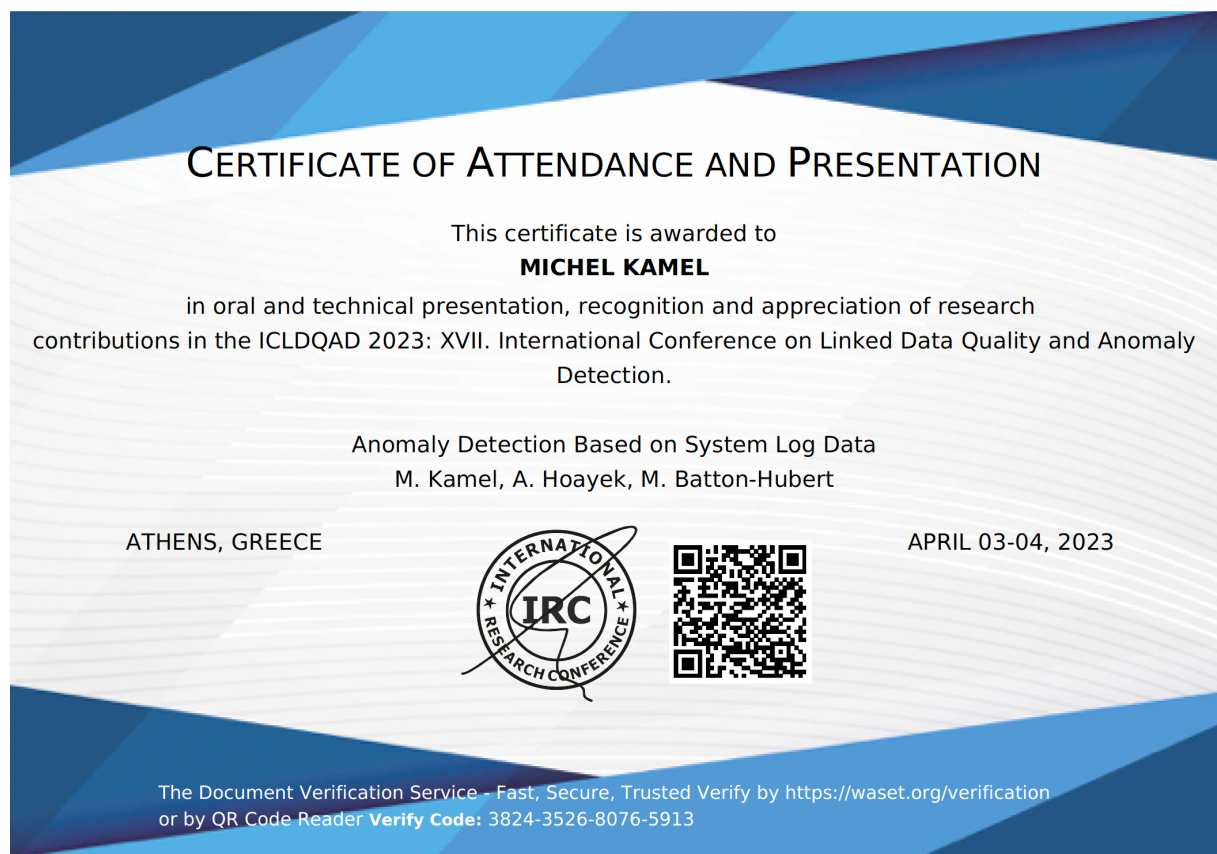 CERTIFICATE OF ATTENDANCE AND PRESENTATION
This certificate is awarded to
MICHEL KAMEL
in oral and technical presentation, recognition and appreciation of research
contributions in the ICLDQAD 2023: XVII. International Conference on Linked Data Quality and Anomaly
Detection.
Anomaly Detection Based on System Log Data
M. Kamel, A. Hoayek, M. Batton-Hubert
ATHENS, GREECE
APRIL 03-04, 2023
★ INTERNATIONAL ★
IRC
RESEARCH CONFERENCE
The Document Verification Service - Fast, Secure, Trusted Verify by https://waset.org/verification
or by QR Code Reader Verify Code: 3824-3526-8076-5913